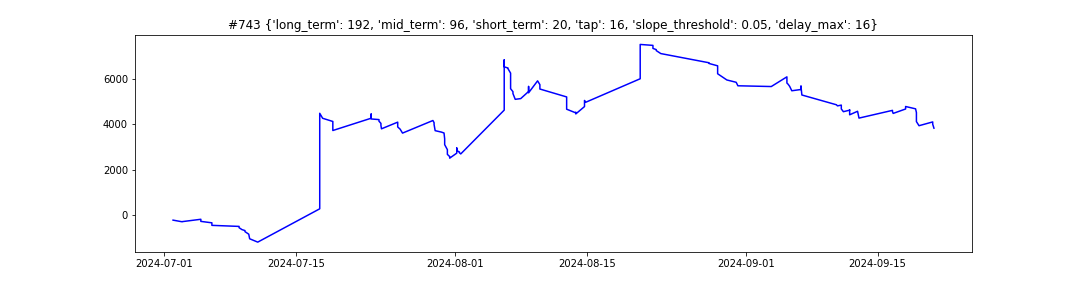 #743 {'long_term': 192, 'mid_term': 96, 'short_term': 20, 'tap': 16, 'slope_threshold': 0.05, 'delay_max': 16}
6000
4000
2000
0
2024-07-01 2024-07-15 2024-08-01 2024-08-15 2024-09-01 2024-09-15